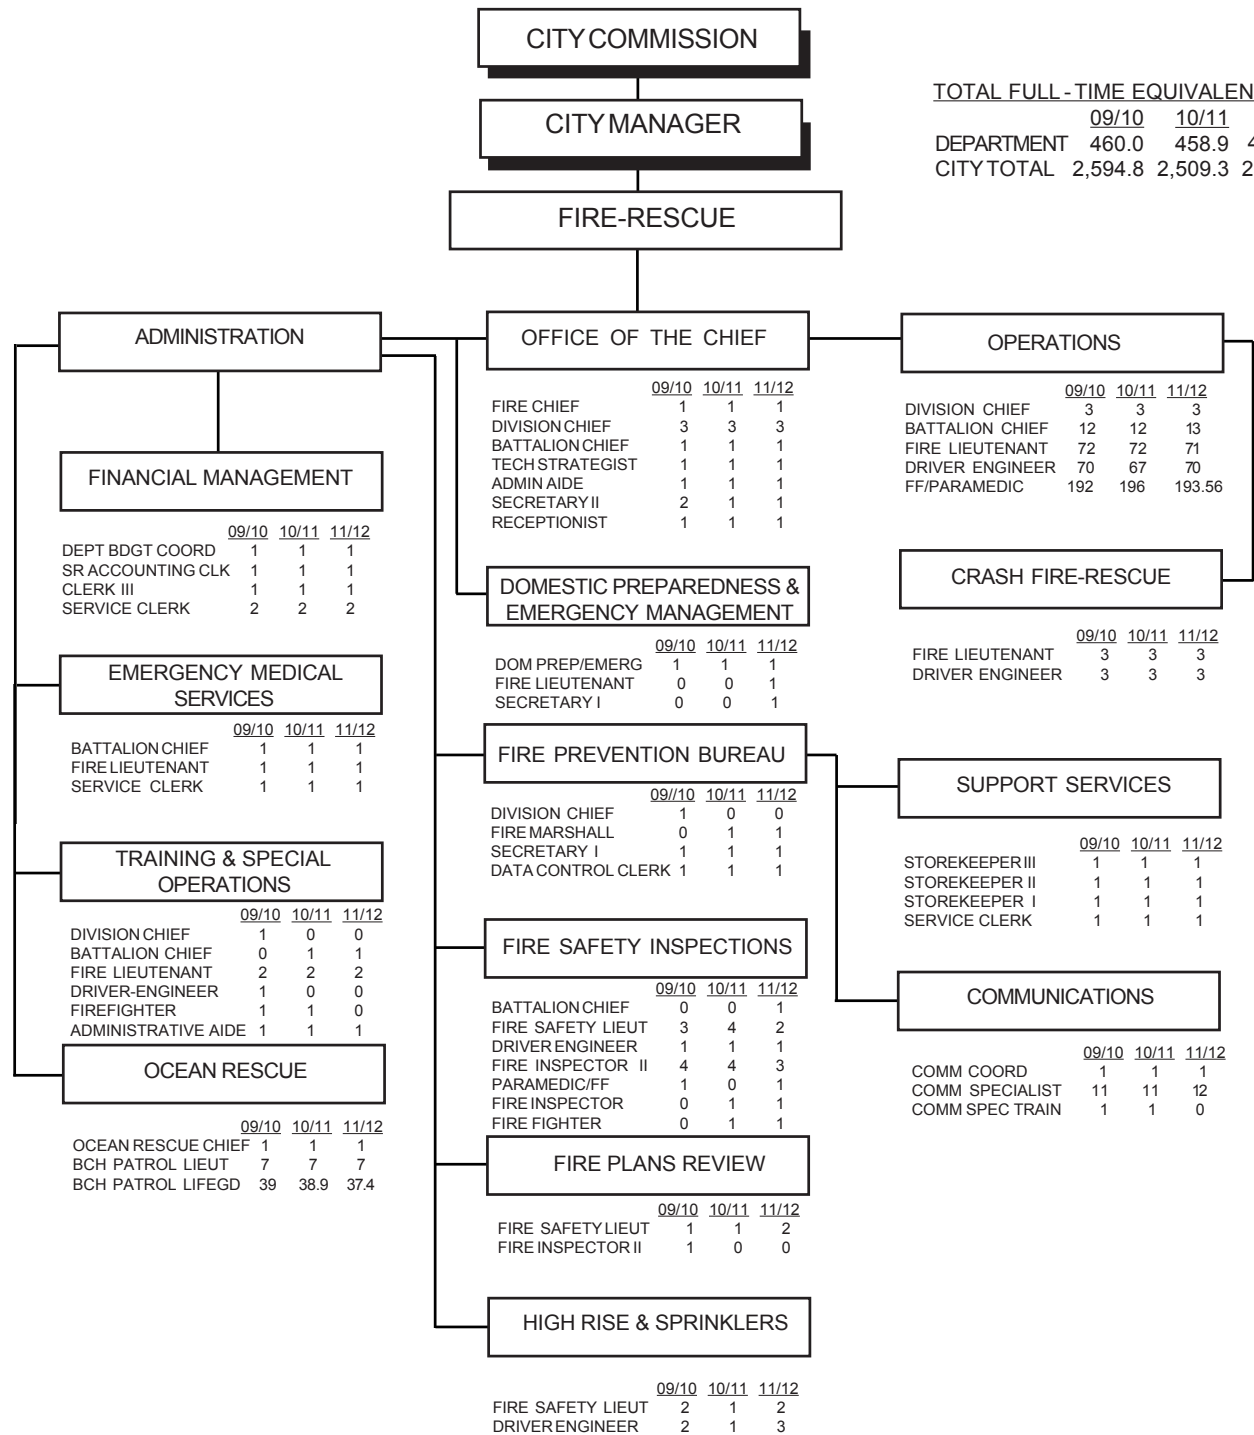 CITY COMMISSION
CITY MANAGER
FIRE-RESCUE
TOTAL FULL-TIME EQUIVALEN
09/10 10/11
DEPARTMENT 460.0 458.9 4
CITY TOTAL 2,594.8 2,509.3 2
ADMINISTRATION
FINANCIAL MANAGEMENT
09/10 10/11 11/12
DEPT BDGT COORD 1 1 1
SR ACCOUNTING CLK 1 1 1
CLERK III 1 1 1
SERVICE CLERK 2 2 2
EMERGENCY MEDICAL
SERVICES
09/10 10/11 11/12
BATTALION CHIEF 1 1 1
FIRE LIEUTENANT 1 1 1
SERVICE CLERK 1 1 1
TRAINING & SPECIAL
OPERATIONS
09/10 10/11 11/12
DIVISION CHIEF 1 0 0
BATTALION CHIEF 0 1 1
FIRE LIEUTENANT 2 2 2
DRIVER-ENGINEER 1 0 0
FIREFIGHTER 1 1 0
ADMINISTRATIVE AIDE 1 1 1
OCEAN RESCUE
09/10 10/11 11/12
OCEAN RESCUE CHIEF 1 1 1
BCH PATROL LIEUT 7 7 7
BCH PATROL LIFEGD 39 38.9 37.4
OFFICE OF THE CHIEF
09/10 10/11 11/12
FIRE CHIEF 1 1 1
DIVISION CHIEF 3 3 3
BATTALION CHIEF 1 1 1
TECH STRATEGIST 1 1 1
ADMIN AIDE 1 1 1
SECRETARY II 2 1 1
RECEPTIONIST 1 1 1
DOMESTIC PREPAREDNESS &
EMERGENCY MANAGEMENT
09/10 10/11 11/12
DOM PREP/EMERG 1 1 1
FIRE LIEUTENANT 0 0 1
SECRETARY I 0 0 1
FIRE PREVENTION BUREAU
09//10 10/11 11/12
DIVISION CHIEF 1 0 0
FIRE MARSHALL 0 1 1
SECRETARY I 1 1 1
DATA CONTROL CLERK 1 1 1
FIRE SAFETY INSPECTIONS
09/10 10/11 11/12
BATTALION CHIEF 0 0 1
FIRE SAFETY LIEUT 3 4 2
DRIVER ENGINEER 1 1 1
FIRE INSPECTOR II 4 4 3
PARAMEDIC/FF 1 0 1
FIRE INSPECTOR 0 1 1
FIRE FIGHTER 0 1 1
FIRE PLANS REVIEW
09/10 10/11 11/12
FIRE SAFETY LIEUT 1 1 2
FIRE INSPECTOR II 1 0 0
HIGH RISE & SPRINKLERS
09/10 10/11 11/12
FIRE SAFETY LIEUT 2 1 2
DRIVER ENGINEER 2 1 3
OPERATIONS
09/10 10/11 11/12
DIVISION CHIEF 3 3 3
BATTALION CHIEF 12 12 13
FIRE LIEUTENANT 72 72 71
DRIVER ENGINEER 70 67 70
FF/PARAMEDIC 192 196 193.56
CRASH FIRE-RESCUE
09/10 10/11 11/12
FIRE LIEUTENANT 3 3 3
DRIVER ENGINEER 3 3 3
SUPPORT SERVICES
09/10 10/11 11/12
STOREKEEPER III 1 1 1
STOREKEEPER II 1 1 1
STOREKEEPER I 1 1 1
SERVICE CLERK 1 1 1
COMMUNICATIONS
09/10 10/11 11/12
COMM COORD 1 1 1
COMM SPECIALIST 11 11 12
COMM SPEC TRAIN 1 1 0